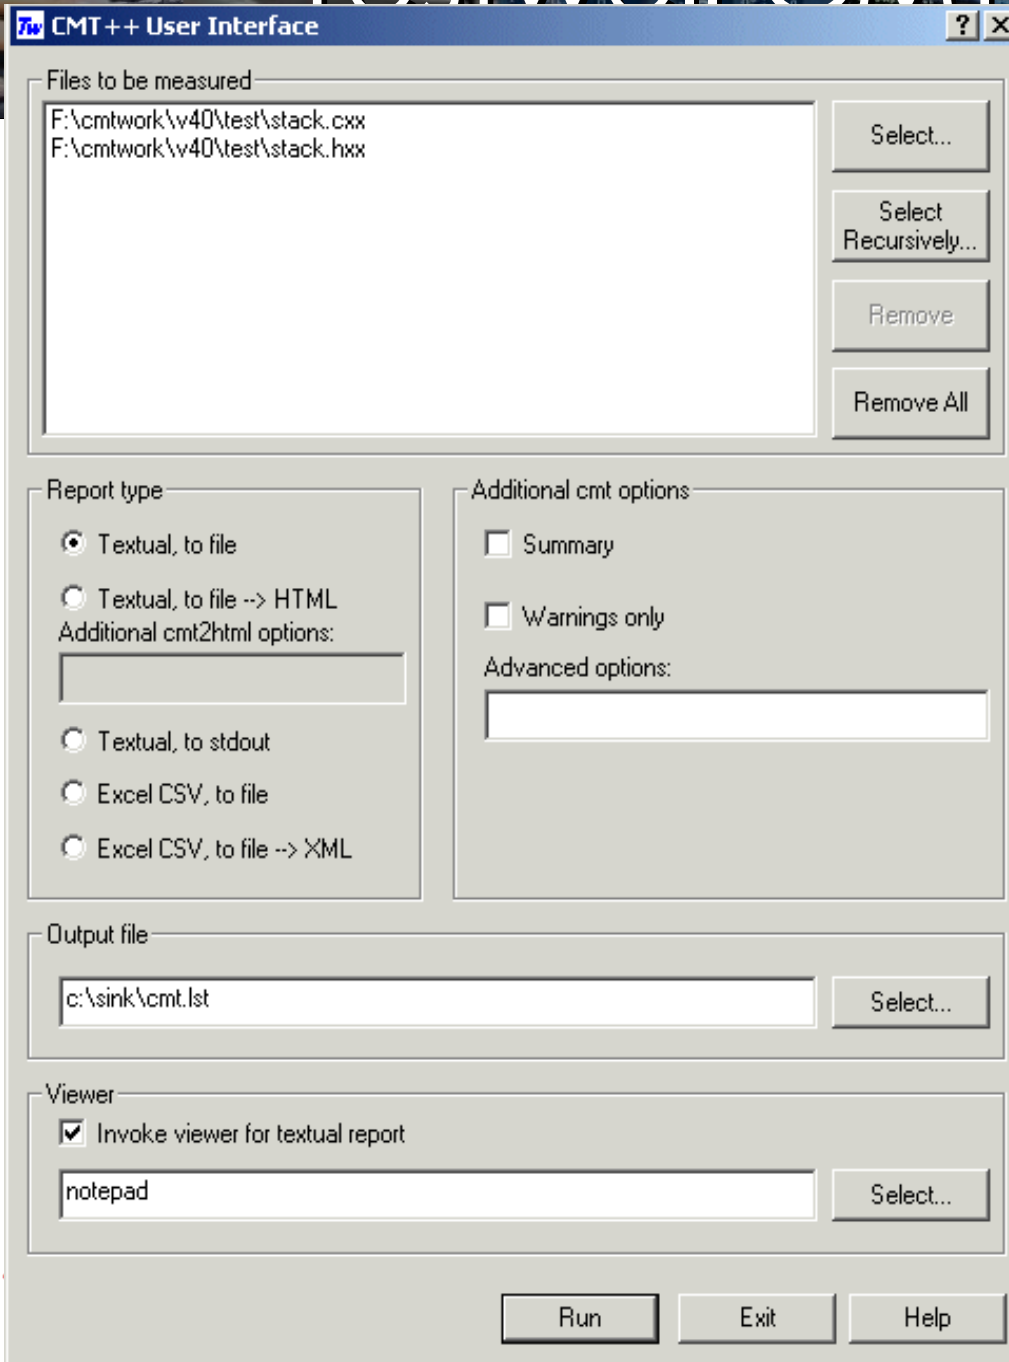 CMT++ User Interface
Files to be measured
F:\cmtwork\v40\test\stack.cxx
F:\cmtwork\v40\test\stack.hxx
Select...
Select
Recursively...
Remove
Remove All
Report type
Textual, to file
Textual, to file --> HTML
Additional cmt2html options:
Textual, to stdout
Excel CSV, to file
Excel CSV, to file --> XML
Additional cmt options
Summary
Warnings only
Advanced options:
Output file
c:\sink\cmt.lst
Select...
Viewer
Invoke viewer for textual report
notepad
Select...
Run
Exit
Help